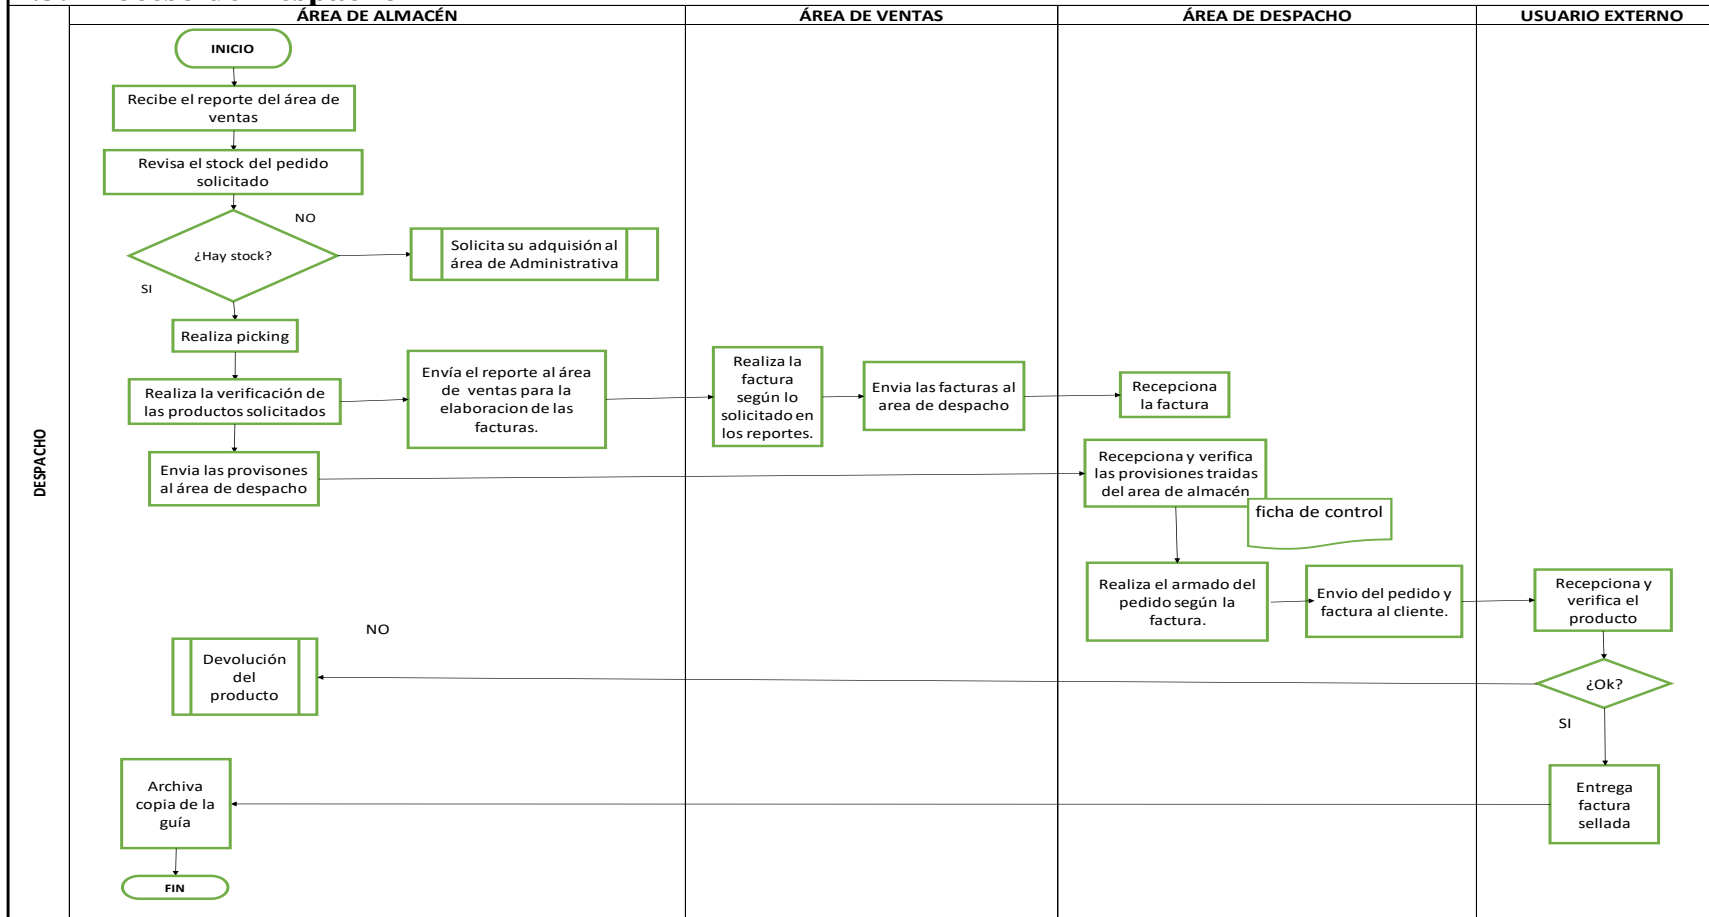 ÁREA DE ALMACÉN
ÁREA DE VENTAS
ÁREA DE DESPACHO
USUARIO EXTERNO
DESPACHO
INICIO
Recibe el reporte del área de
ventas
Revisa el stock del pedido
solicitado
NO
¿Hay stock?
Solicita su adquisión al
área de Administrativa
SI
Realiza picking
Realiza la verificación de
las productos solicitados
Envía el reporte al área
de ventas para la
elaboracion de las
facturas.
Realiza la
factura
según lo
solicitado en
los reportes.
Envia las facturas al
area de despacho
Recepciona
la factura
Envia las provisones
al área de despacho
Recepciona y verifica
las provisiones traidas
del area de almacén
ficha de control
Realiza el armado del
pedido según la
factura.
Envio del pedido y
factura al cliente.
Recepciona y
verifica el
producto
NO
Devolución
del
producto
¿Ok?
SI
Archiva
copia de la
guía
Entrega
factura
sellada
FIN